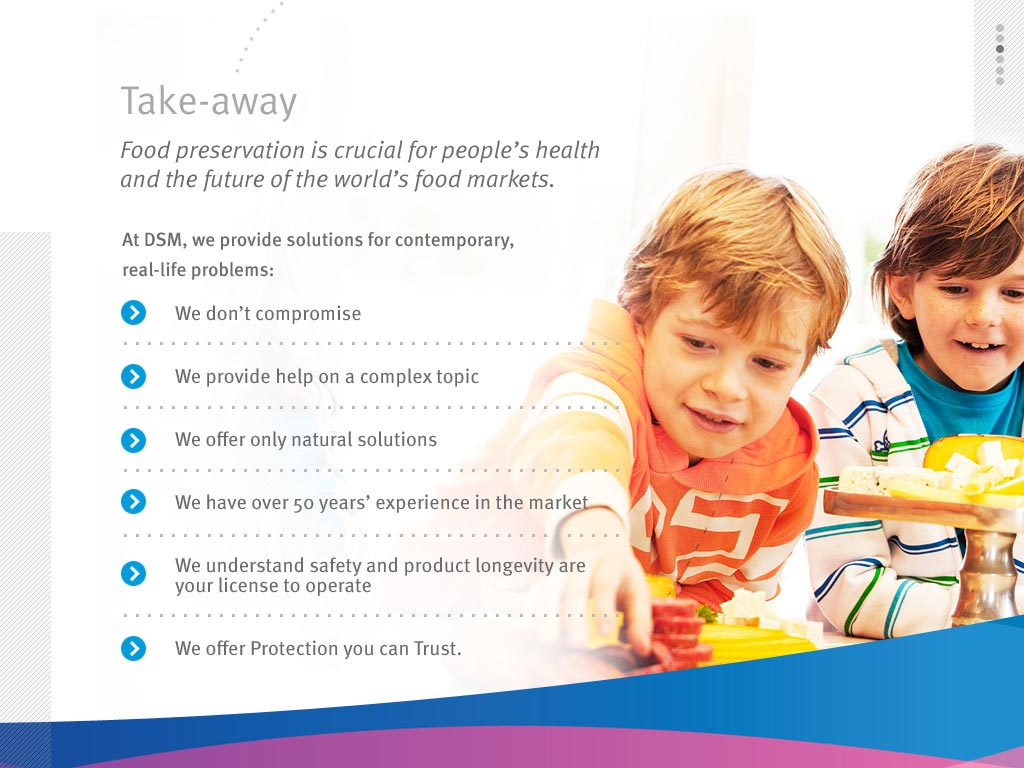 Take-away
Food preservation is crucial for people's health
and the future of the world's food markets.
At DSM, we provide solutions for contemporary,
real-life problems:
We don't compromise
We provide help on a complex topic
We offer only natural solutions
We have over 50 years' experience in the market
We understand safety and product longevity are
your license to operate
We offer Protection you can Trust.